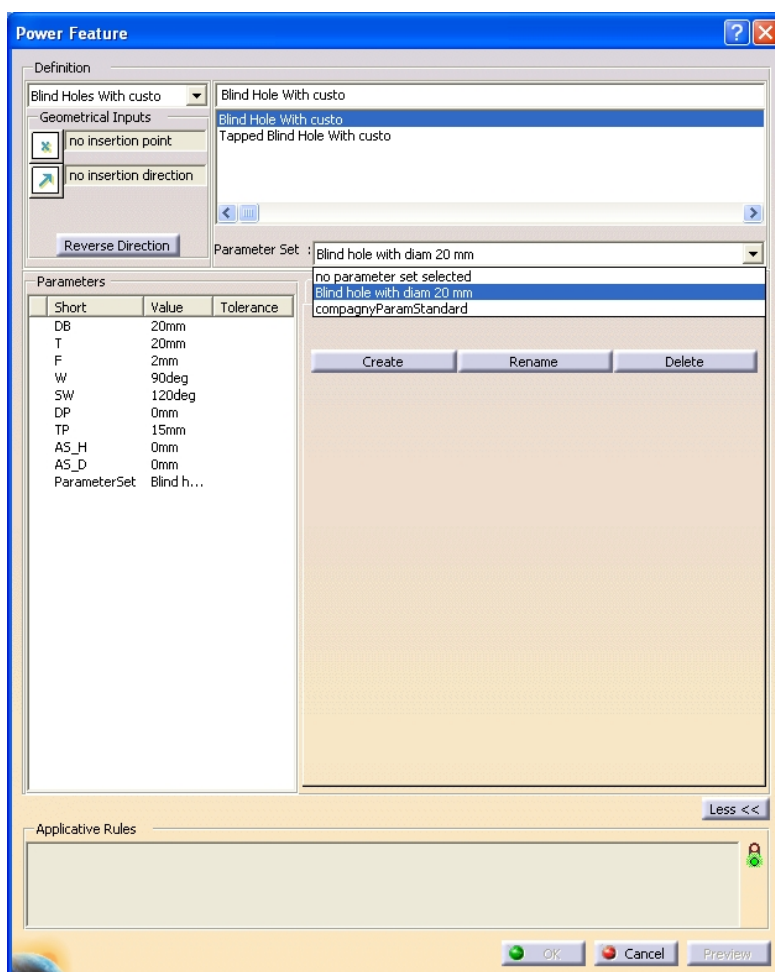 Power Feature
Definition
Blind Holes With custo
Blind Hole With custo
Geometrical Inputs
no insertion point
no insertion direction
Reverse Direction
Blind Hole With custo
Tapped Blind Hole With custo
Parameter Set :
Blind hole with diam 20 mm
no parameter set selected
Blind hole with diam 20 mm
compagnyParamStandard
Parameters
Short Value Tolerance
DB 20mm
T 20mm
F 2mm
W 90deg
SW 120deg
DP 0mm
TP 15mm
AS_H 0mm
AS_D 0mm
ParameterSet Blind h...
Create Rename Delete
Less <<
Applicative Rules
OK Cancel Preview